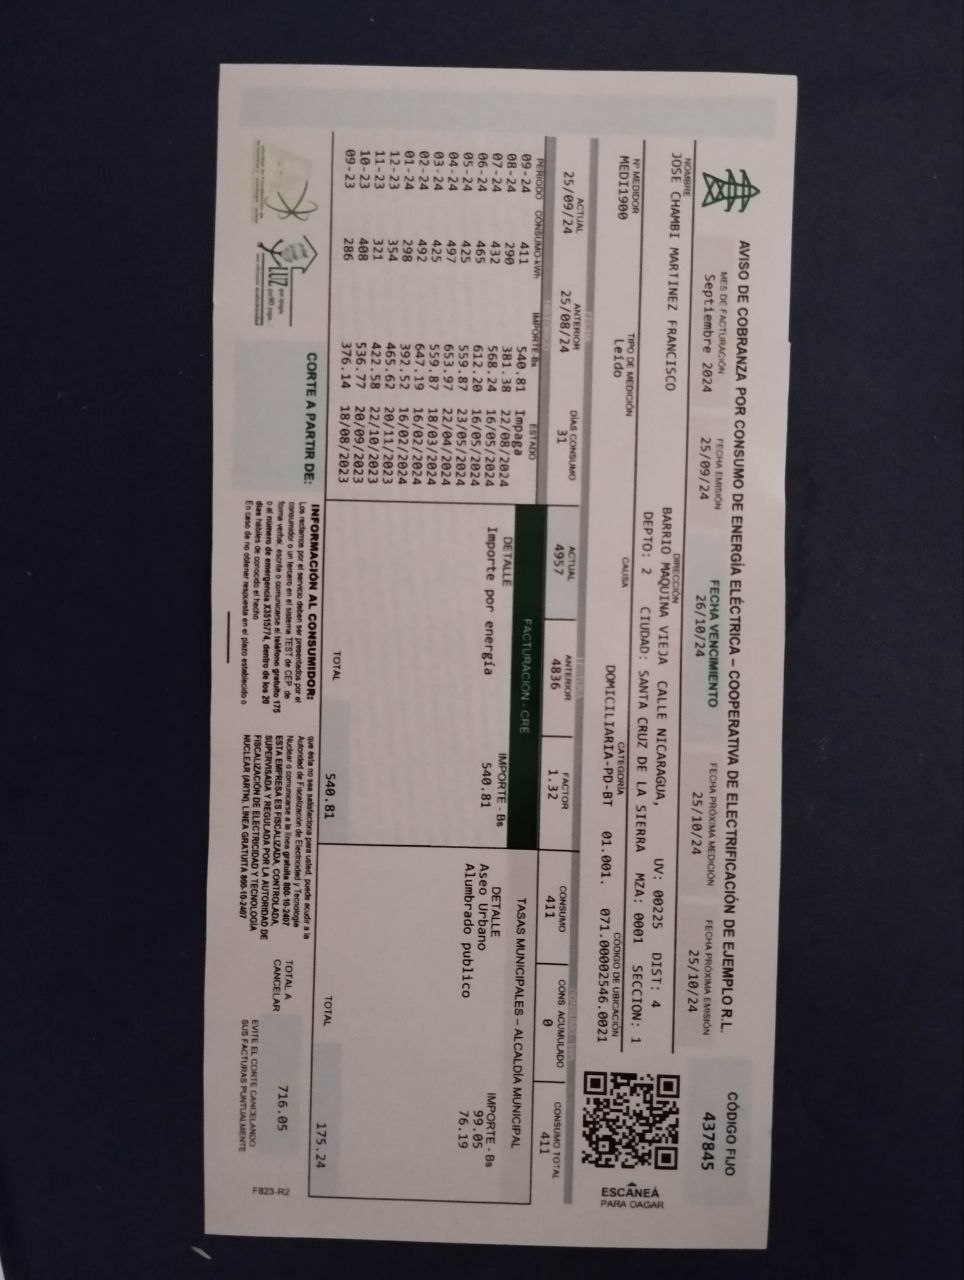 AVISO DE COBRANZA POR CONSUMO DE ENERGÍA ELÉCTRICA – COOPERATIVA DE ELECTRIFICACIÓN DE EJEMPLO R.L.
CÓDIGO FIJO
437845
MES DE FACTURACIÓN FECHA EMISIÓN FECHA VENCIMIENTO FECHA PRÓXIMA MEDICIÓN FECHA PRÓXIMA EMISIÓN
Septiembre 2024 25/09/24 26/10/24 25/10/24 25/10/24
NOMBRE DIRECCIÓN
JOSE CHAMBI MARTINEZ FRANCISCO BARRIO MAQUINA VIEJA CALLE NICARAGUA, UV: 00225 DIST: 4
DEPTO: 2 CIUDAD: SANTA CRUZ DE LA SIERRA MZA: 0001 SECCION: 1
Nº MEDIDOR TIPO DE MEDICIÓN CAUSA CATEGORÍA CÓDIGO DE UBICACIÓN
MEDI1900 Leído DOMICILIARIA-PD-BT 01.001. 071.00002546.0021
ESCANEA
PARA OAGAR
ACTUAL ANTERIOR DÍAS CONSUMO ACTUAL ANTERIOR FACTOR CONSUMO CONS ACUMULADO CONSUMO TOTAL
25/09/24 25/08/24 31 4957 4836 1.32 411 0 411
PERIODO CONSUMO kWh IMPORTE-Bs ESTADO
09-24 411 540.81 Impaga
08-24 290 381.38 22/08/2024
07-24 432 568.24 16/05/2024
06-24 465 612.20 16/05/2024
05-24 425 559.87 23/05/2024
04-24 497 653.97 22/04/2024
03-24 425 559.87 18/03/2024
02-24 492 647.19 16/02/2024
01-24 298 392.52 16/02/2024
12-23 354 465.62 20/11/2023
11-23 321 422.58 22/10/2023
10-23 408 536.77 20/09/2023
09-23 286 376.14 18/08/2023
FACTURACIÓN - CRE
DETALLE IMPORTE - Bs
Importe por energía 540.81
TOTAL 540.81
TASAS MUNICIPALES – ALCALDÍA MUNICIPAL
DETALLE IMPORTE - Bs
Aseo Urbano 99.05
Alumbrado publico 76.19
TOTAL 175.24
LUZ
CORTE A PARTIR DE:
INFORMACIÓN AL CONSUMIDOR:
Los reclamos por el servicio deben ser presentados por el
consumidor o un tercero en el sistema TEST de CEP, de
forma verbal, escrita o comunicarse al teléfono gratuito 175
o al número de emergencia X3515774, dentro de los 20
días hábiles de conocido el hecho
En caso de no obtener respuesta en el plazo establecido o
que ésta no sea satisfactoria para usted, puede acudir a la
Autoridad de Fiscalización de Electricidad y Tecnología
Nuclear o comunicarse a la línea gratuita 800-10-2407
ESTA EMPRESA ES FISCALIZADA, CONTROLADA,
SUPERVISADA Y REGULADA POR LA AUTORIDAD DE
FISCALIZACIÓN DE ELECTRICIDAD Y TECNOLOGÍA
NUCLEAR (AETN), LINEA GRATUITA 800-10-2407
TOTAL A
CANCELAR 716.05
EVITE EL CORTE CANCELANDO
SUS FACTURAS PUNTUALMENTE
F823-R2